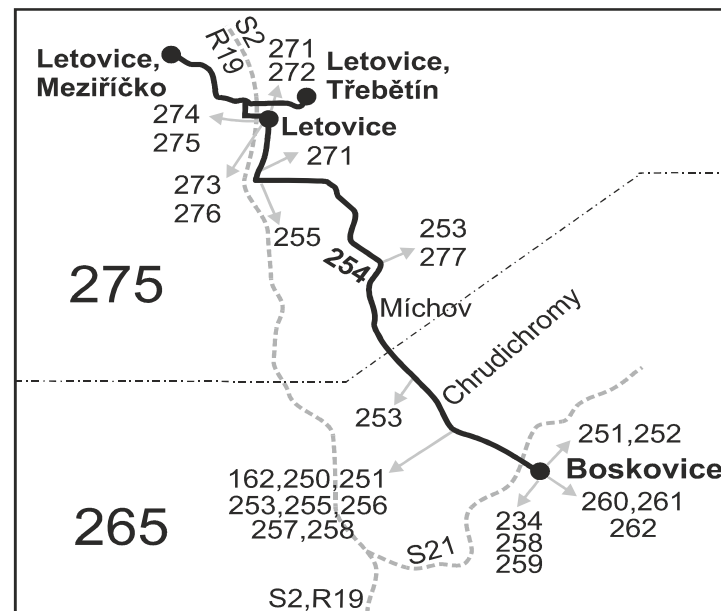 S2
R19
271
272
Letovice,
Meziříčko
Letovice,
Třebětín
274
275
Letovice
271
273
276
255
253
277
254
275
Míchov
Chrudichromy
253
251,252
Boskovice
162,250,251
253,255,256
257,258
260,261
262
234
258
259
265
S21
S2,R19